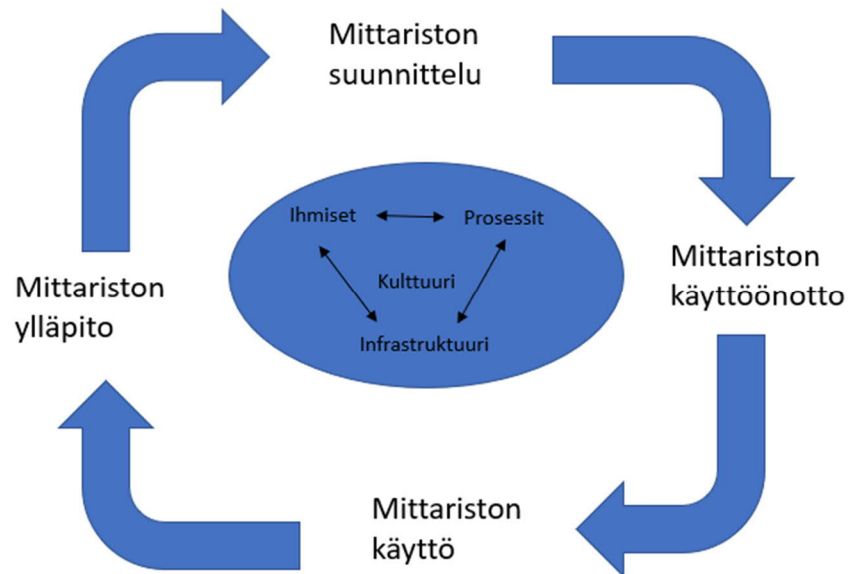 Mittariston
suunnittelu
Ihmiset
Prosessit
Kulttuuri
Infrastruktuuri
Mittariston
käyttöönotto
Mittariston
käyttö
Mittariston
ylläpito